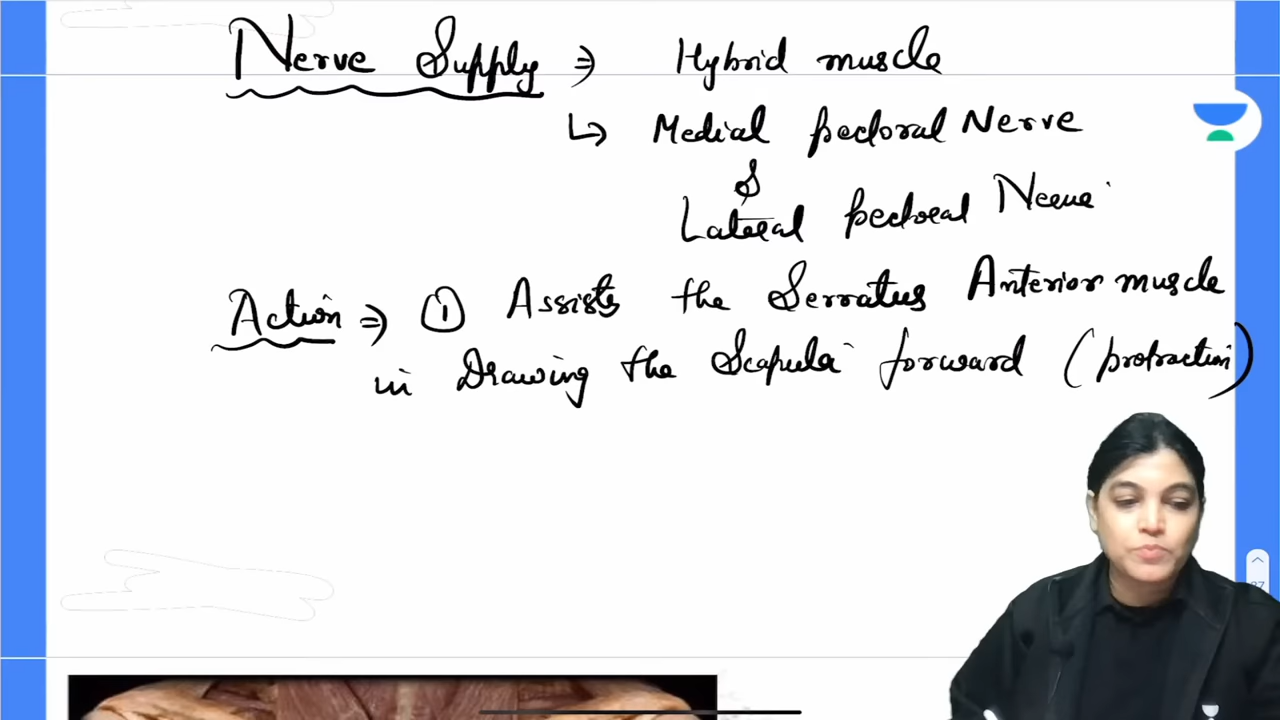 Nerve Supply ⇒ Hybrid muscle
↳ Medial pectoral Nerve
&
Lateral pectoral Nerve
Action ⇒ ① Assists the Serratus Anterior muscle
in Drawing the Scapula forward (protraction)